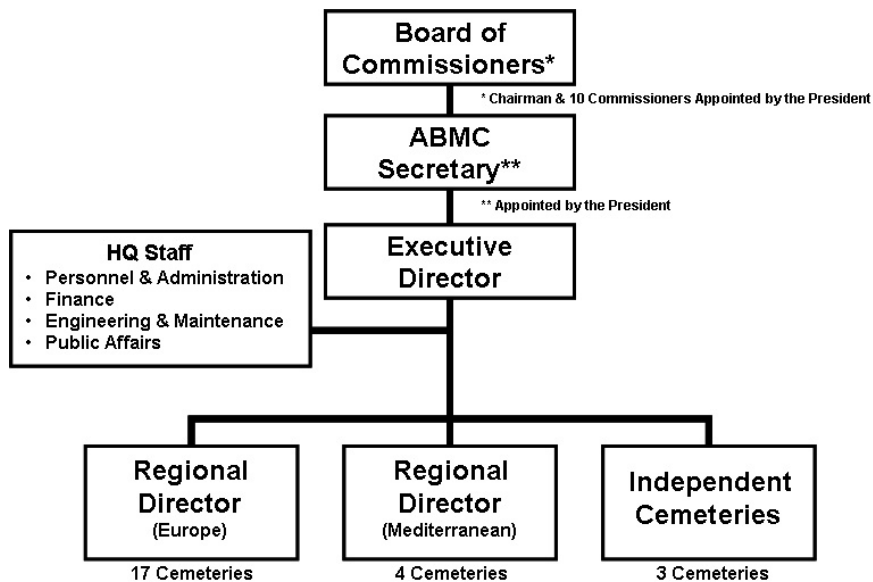 Board of
Commissioners*
* Chairman & 10 Commissioners Appointed by the President
ABMC
Secretary**
** Appointed by the President
Executive
Director
HQ Staff
• Personnel & Administration
• Finance
• Engineering & Maintenance
• Public Affairs
Regional
Director
(Europe)
17 Cemeteries
Regional
Director
(Mediterranean)
4 Cemeteries
Independent
Cemeteries
3 Cemeteries